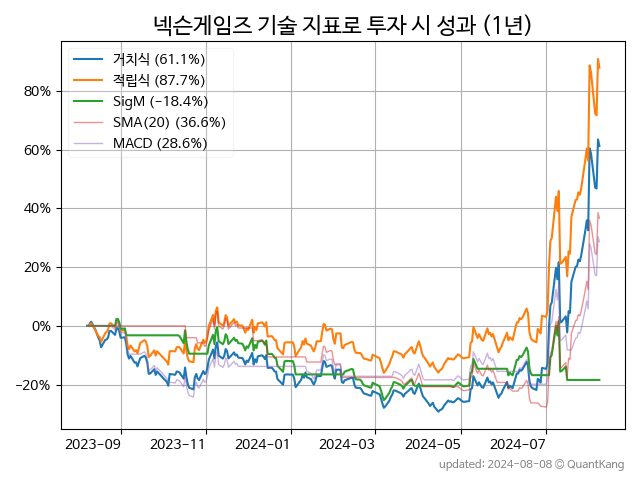 넥슨게임즈 기술 지표로 투자 시 성과 (1년)
거치식 (61.1%)
적립식 (87.7%)
SigM (−18.4%)
SMA(20) (36.6%)
MACD (28.6%)
80%
60%
40%
20%
0%
−20%
2023-09 2023-11 2024-01 2024-03 2024-05 2024-07
updated: 2024-08-08 © QuantKang